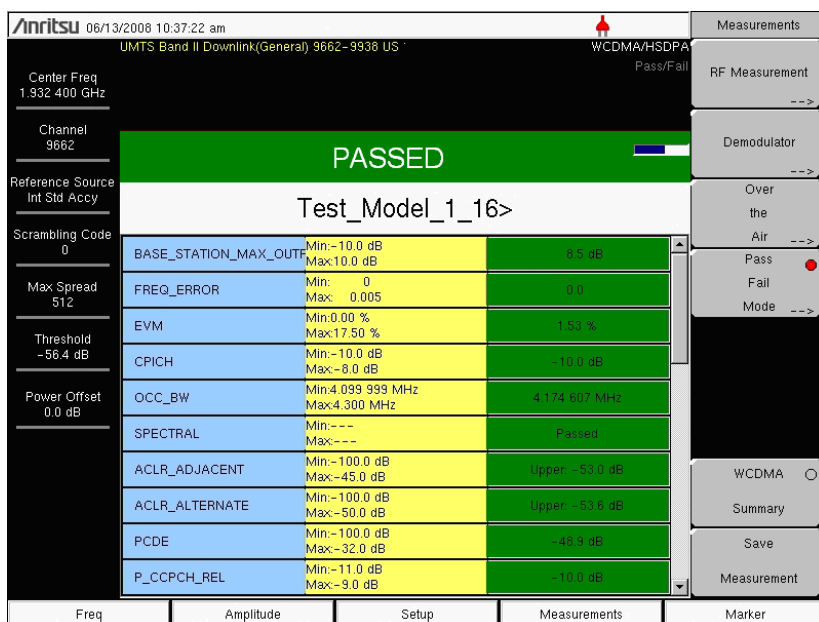 Anritsu 06/13/2008 10:37:22 am
UMTS Band II Downlink(General) 9662-9938 US
WCDMA/HSDPA
Pass/Fail
Center Freq
1.932 400 GHz
Channel
9662
Reference Source
Int Std Accy
Scrambling Code
0
Max Spread
512
Threshold
-56.4 dB
Power Offset
0.0 dB
PASSED
Test_Model_1_16>
BASE_STATION_MAX_OUTP Min:-10.0 dB Max:10.0 dB 8.5 dB
FREQ_ERROR Min: 0 Max: 0.005 0.0
EVM Min:0.00 % Max:17.50 % 1.53 %
CPICH Min:-10.0 dB Max:-8.0 dB -10.0 dB
OCC_BW Min:4.099 999 MHz Max:4.300 MHz 4.174 607 MHz
SPECTRAL Min:--- Max:--- Passed
ACLR_ADJACENT Min:-100.0 dB Max:-45.0 dB Upper: -53.0 dB
ACLR_ALTERNATE Min:-100.0 dB Max:-50.0 dB Upper: -53.6 dB
PCDE Min:-100.0 dB Max:-32.0 dB -46.9 dB
P_CCPCH_REL Min:-11.0 dB Max:-9.0 dB -10.0 dB
Measurements
RF Measurement
-->
Demodulator
-->
Over
the
Air -->
Pass
Fail
Mode -->
WCDMA
Summary
Save
Measurement
Freq Amplitude Setup Measurements Marker